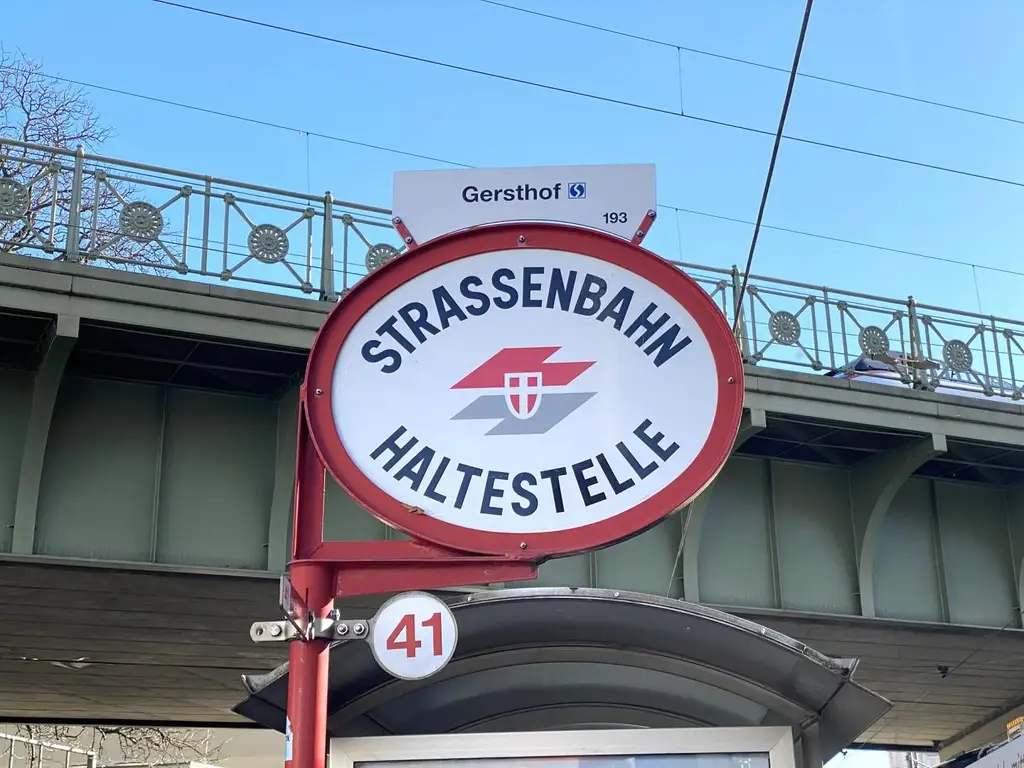 Gersthof
193
STRASSENBAHN
HALTESTELLE
41